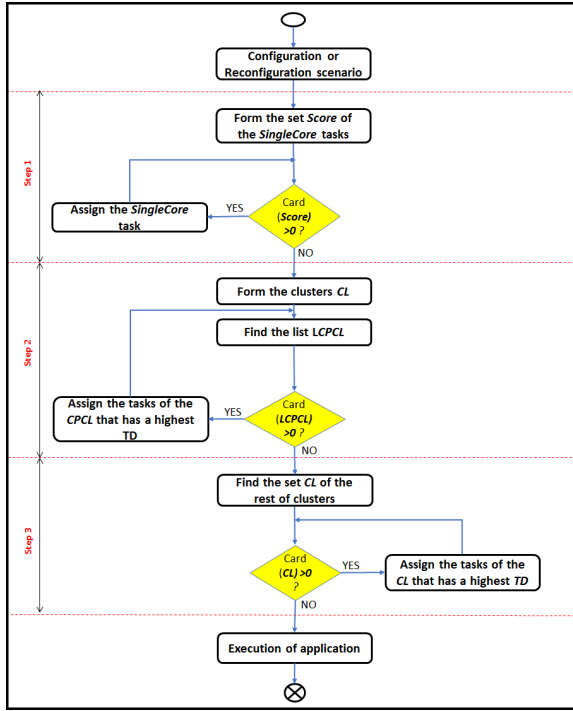 Configuration or
Reconfiguration scenario
Form the set Score of
the SingleCore tasks
Step 1
Assign the SingleCore
task
YES
Card
(Score)
>0 ?
NO
Form the clusters CL
Find the list LCPCL
Step 2
Assign the tasks of the
CPCL that has a highest
TD
YES
Card
(LCPCL)
>0 ?
NO
Find the set CL of the
rest of clusters
Step 3
Card
(CL) >0
?
YES
Assign the tasks of the
CL that has a highest TD
NO
Execution of application